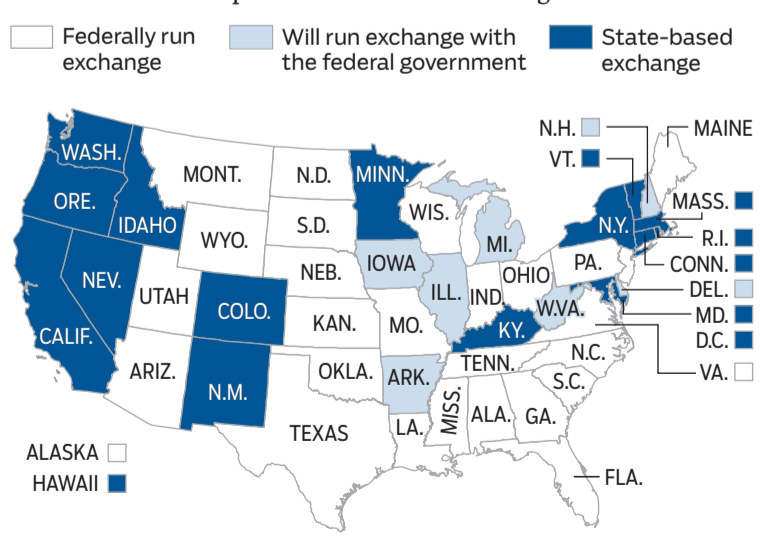 Federally run
exchange
Will run exchange with
the federal government
State-based
exchange
N.H.
MAINE
VT.
WASH.
MONT.
N.D.
MINN.
ORE.
IDAHO
S.D.
WIS.
MASS.
WYO.
MI.
N.Y.
R.I.
NEV.
NEB.
IOWA
OHIO
PA.
CONN.
UTAH
COLO.
ILL.
IND.
W.VA.
DEL.
CALIF.
KAN.
MO.
KY.
MD.
D.C.
ARIZ.
N.M.
OKLA.
ARK.
TENN.
N.C.
VA.
S.C.
TEXAS
LA.
MISS.
ALA.
GA.
ALASKA
HAWAII
FLA.